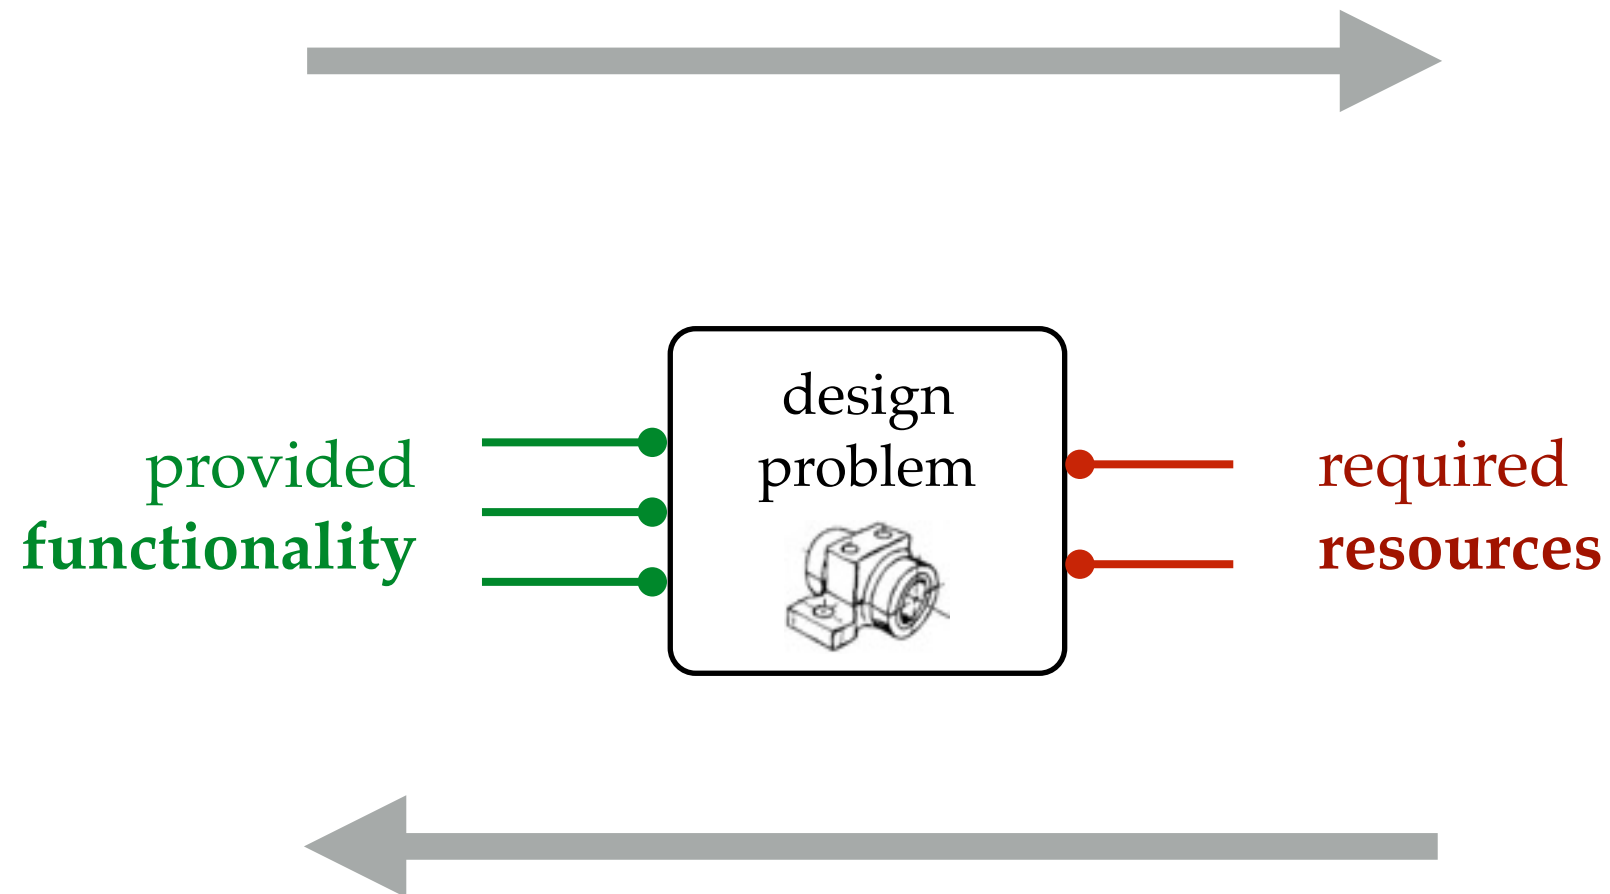 design
problem
provided
functionality
required
resources